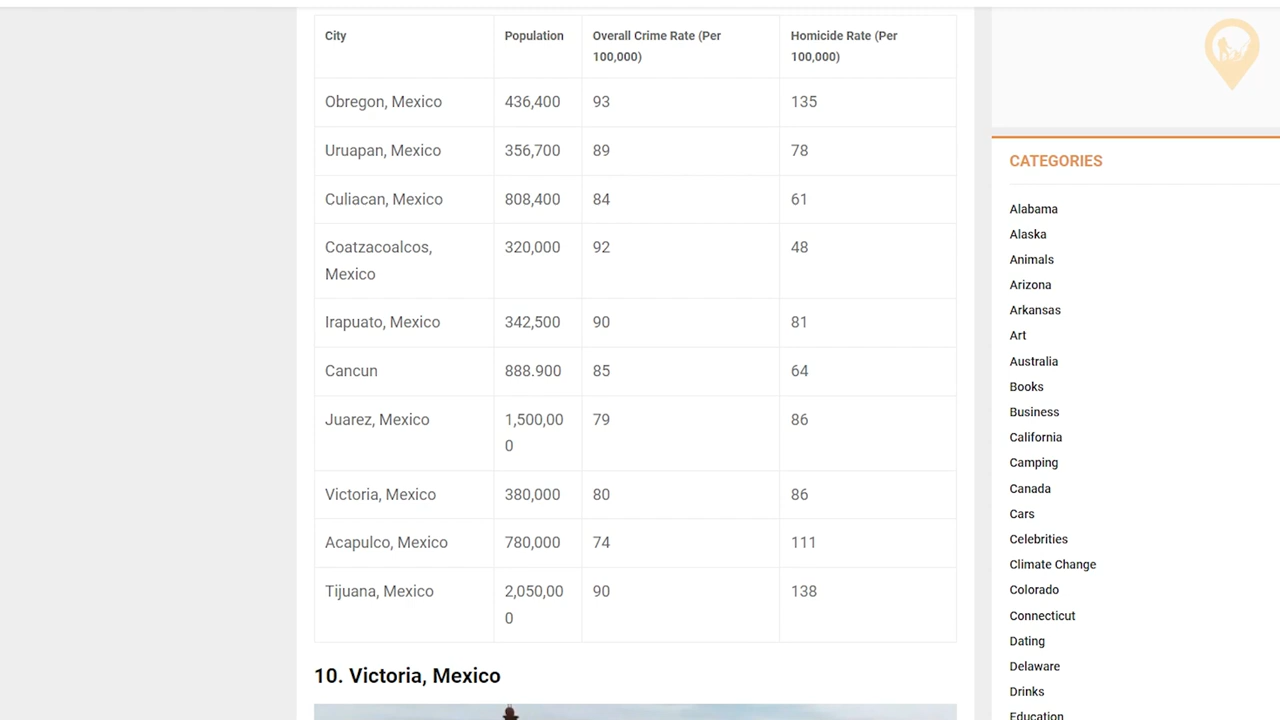 City Population Overall Crime Rate (Per 100,000) Homicide Rate (Per 100,000)
Obregon, Mexico 436,400 93 135
Uruapan, Mexico 356,700 89 78
Culiacan, Mexico 808,400 84 61
Coatzacoalcos, Mexico 320,000 92 48
Irapuato, Mexico 342,500 90 81
Cancun 888.900 85 64
Juarez, Mexico 1,500,000 79 86
Victoria, Mexico 380,000 80 86
Acapulco, Mexico 780,000 74 111
Tijuana, Mexico 2,050,000 90 138
10. Victoria, Mexico
CATEGORIES
Alabama
Alaska
Animals
Arizona
Arkansas
Art
Australia
Books
Business
California
Camping
Canada
Cars
Celebrities
Climate Change
Colorado
Connecticut
Dating
Delaware
Drinks
Education